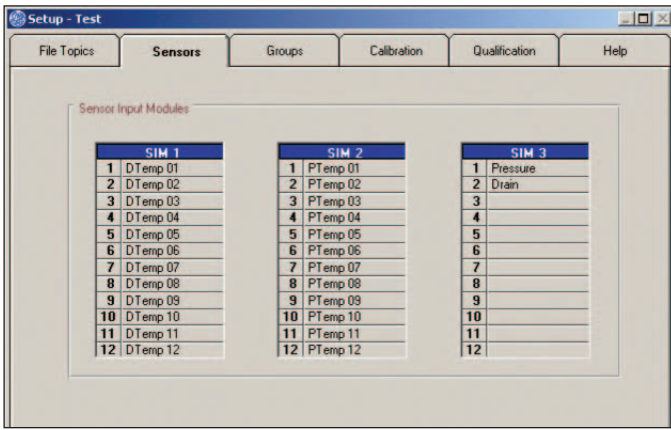 Setup - Test
File Topics Sensors Groups Calibration Qualification Help
Sensor Input Modules
SIM 1 SIM 2 SIM 3
1 DTemp 01 1 PTemp 01 1 Pressure
2 DTemp 02 2 PTemp 02 2 Drain
3 DTemp 03 3 PTemp 03 3
4 DTemp 04 4 PTemp 04 4
5 DTemp 05 5 PTemp 05 5
6 DTemp 06 6 PTemp 06 6
7 DTemp 07 7 PTemp 07 7
8 DTemp 08 8 PTemp 08 8
9 DTemp 09 9 PTemp 09 9
10 DTemp 10 10 PTemp 10 10
11 DTemp 11 11 PTemp 11 11
12 DTemp 12 12 PTemp 12 12